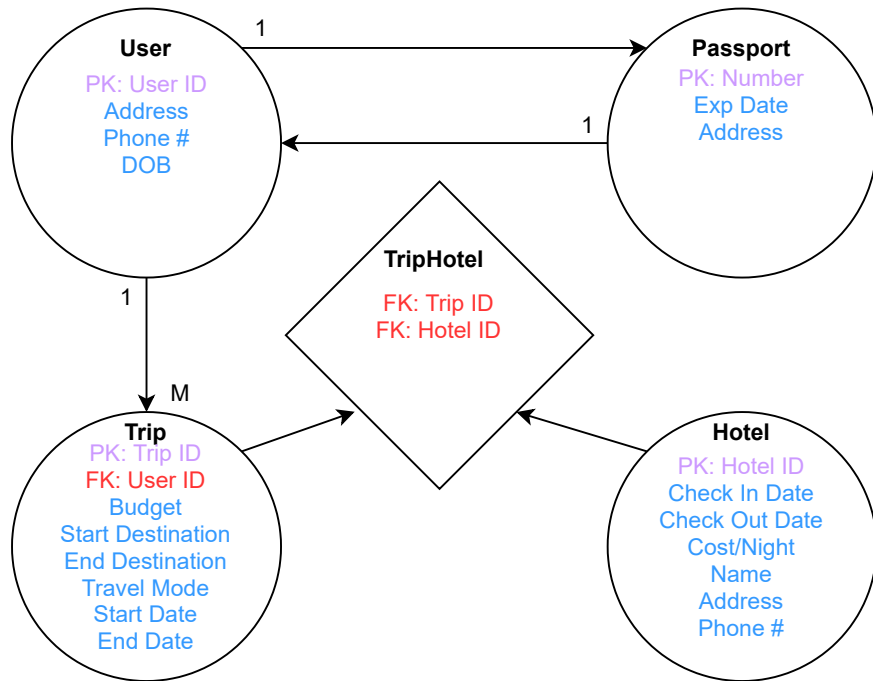 1
User
PK: User ID
Address
Phone #
DOB
Passport
PK: Number
Exp Date
Address
1
TripHotel
FK: Trip ID
FK: Hotel ID
1
M
Trip
PK: Trip ID
FK: User ID
Budget
Start Destination
End Destination
Travel Mode
Start Date
End Date
Hotel
PK: Hotel ID
Check In Date
Check Out Date
Cost/Night
Name
Address
Phone #